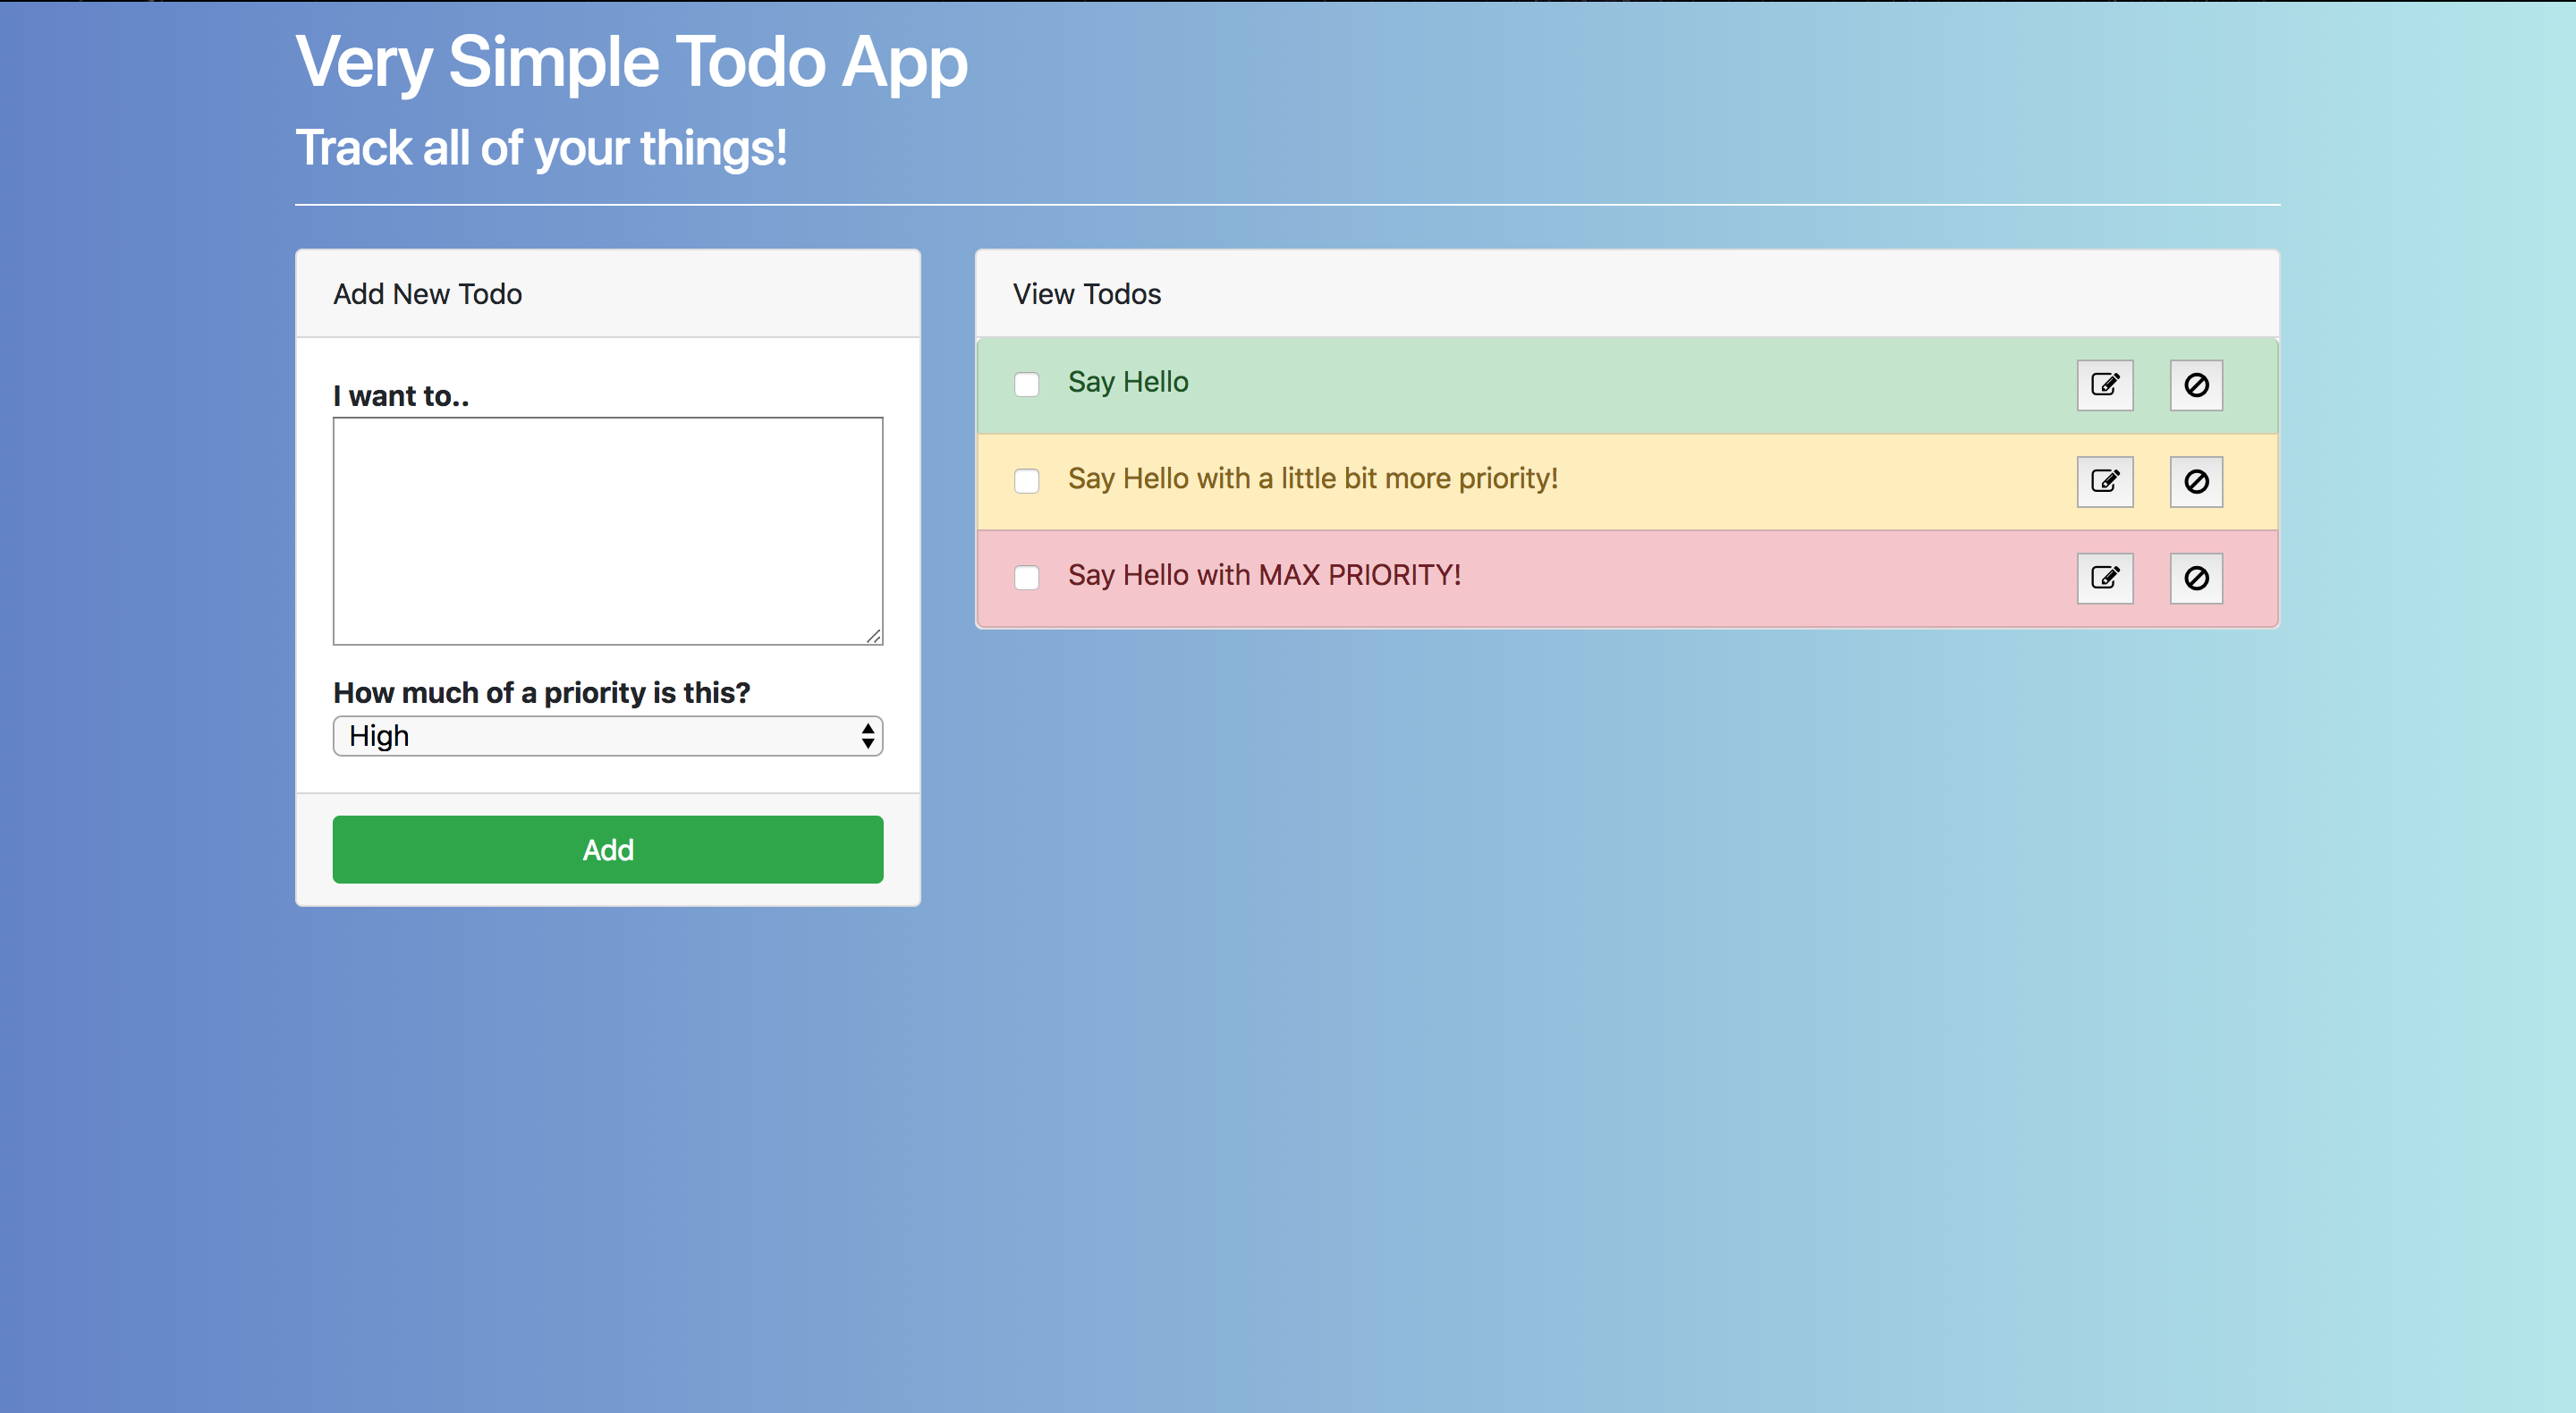 Very Simple Todo App
Track all of your things!
Add New Todo
I want to..
How much of a priority is this?
High
Add
View Todos
Say Hello
Say Hello with a little bit more priority!
Say Hello with MAX PRIORITY!